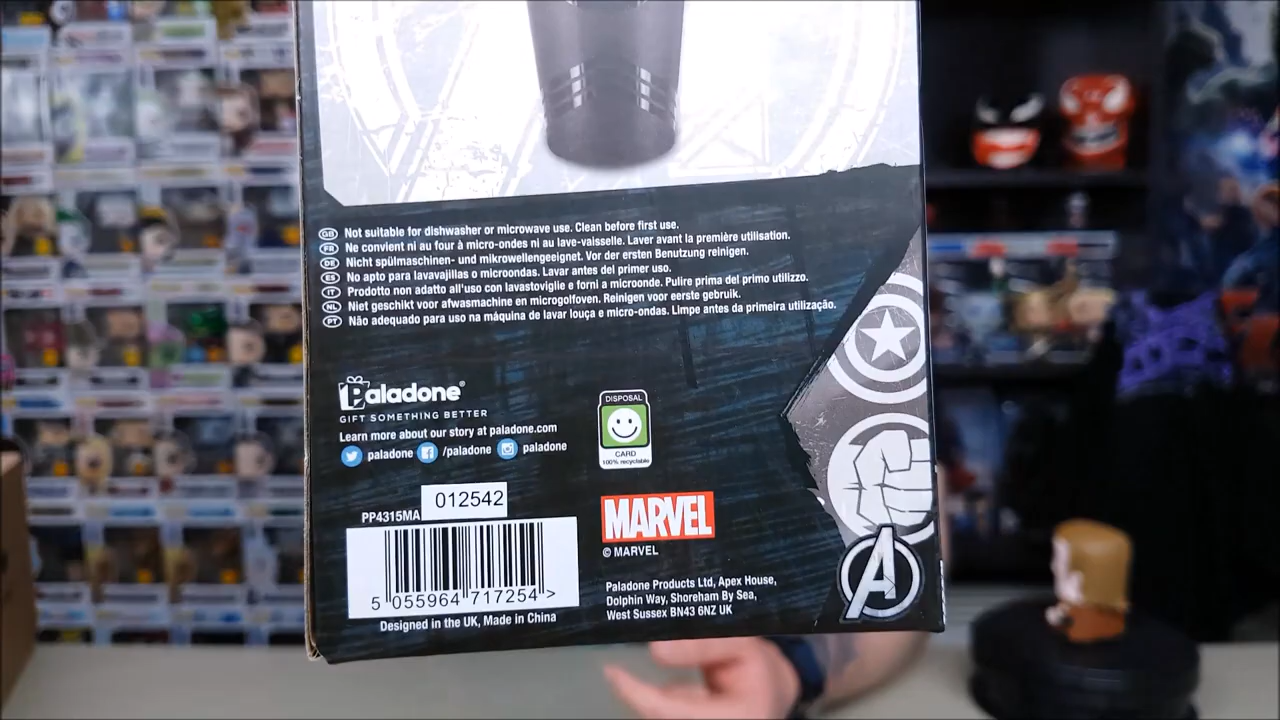 GB Not suitable for dishwasher or microwave use. Clean before first use.
FR Ne convient ni au four à micro-ondes ni au lave-vaisselle. Laver avant la première utilisation.
DE Nicht spülmaschinen- und mikrowellengeeignet. Vor der ersten Benutzung reinigen.
ES No apto para lavavajillas o microondas. Lavar antes del primer uso.
IT Prodotto non adatto all'uso con lavastoviglie e forni a microonde. Pulire prima del primo utilizzo.
NL Niet geschikt voor afwasmachine en microgolfoven. Reinigen voor eerste gebruik.
PT Não adequado para uso na máquina de lavar louça e micro-ondas. Limpe antes da primeira utilização.
Paladone®
GIFT SOMETHING BETTER
Learn more about our story at paladone.com
paladone /paladone paladone
DISPOSAL
CARD
100% recyclable
PP4315MA 012542
5 055964 717254 >
Designed in the UK, Made in China
MARVEL
© MARVEL
Paladone Products Ltd, Apex House,
Dolphin Way, Shoreham By Sea,
West Sussex BN43 6NZ UK
A